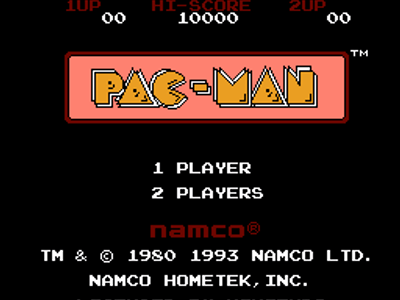 1UP HI-SCORE 2UP
00 10000 00
PAC-MAN TM
1 PLAYER
2 PLAYERS
namco®
TM & © 1980 1993 NAMCO LTD.
NAMCO HOMETEK,INC.